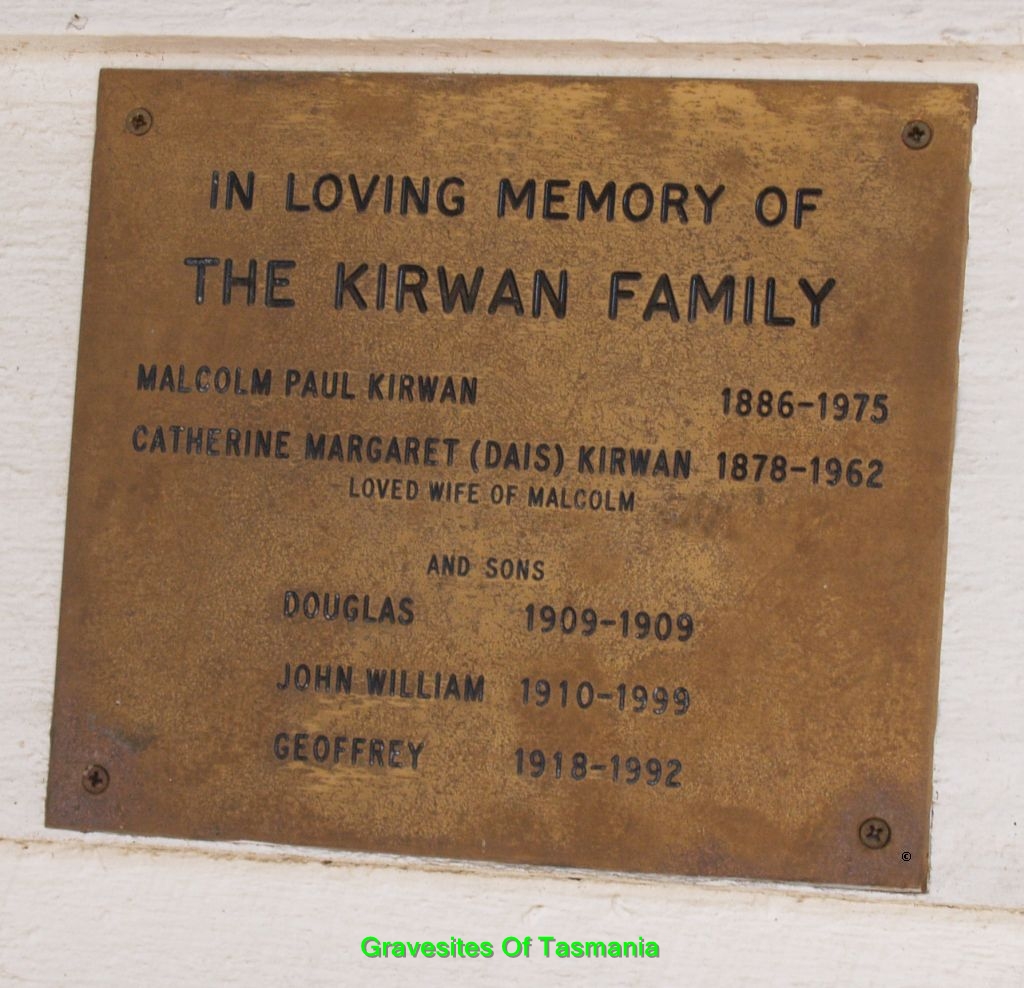 IN LOVING MEMORY OF
THE KIRWAN FAMILY
MALCOLM PAUL KIRWAN 1886-1975
CATHERINE MARGARET (DAIS) KIRWAN 1878-1962
LOVED WIFE OF MALCOLM
AND SONS
DOUGLAS 1909-1909
JOHN WILLIAM 1910-1999
GEOFFREY 1918-1992
©
Gravesites Of Tasmania